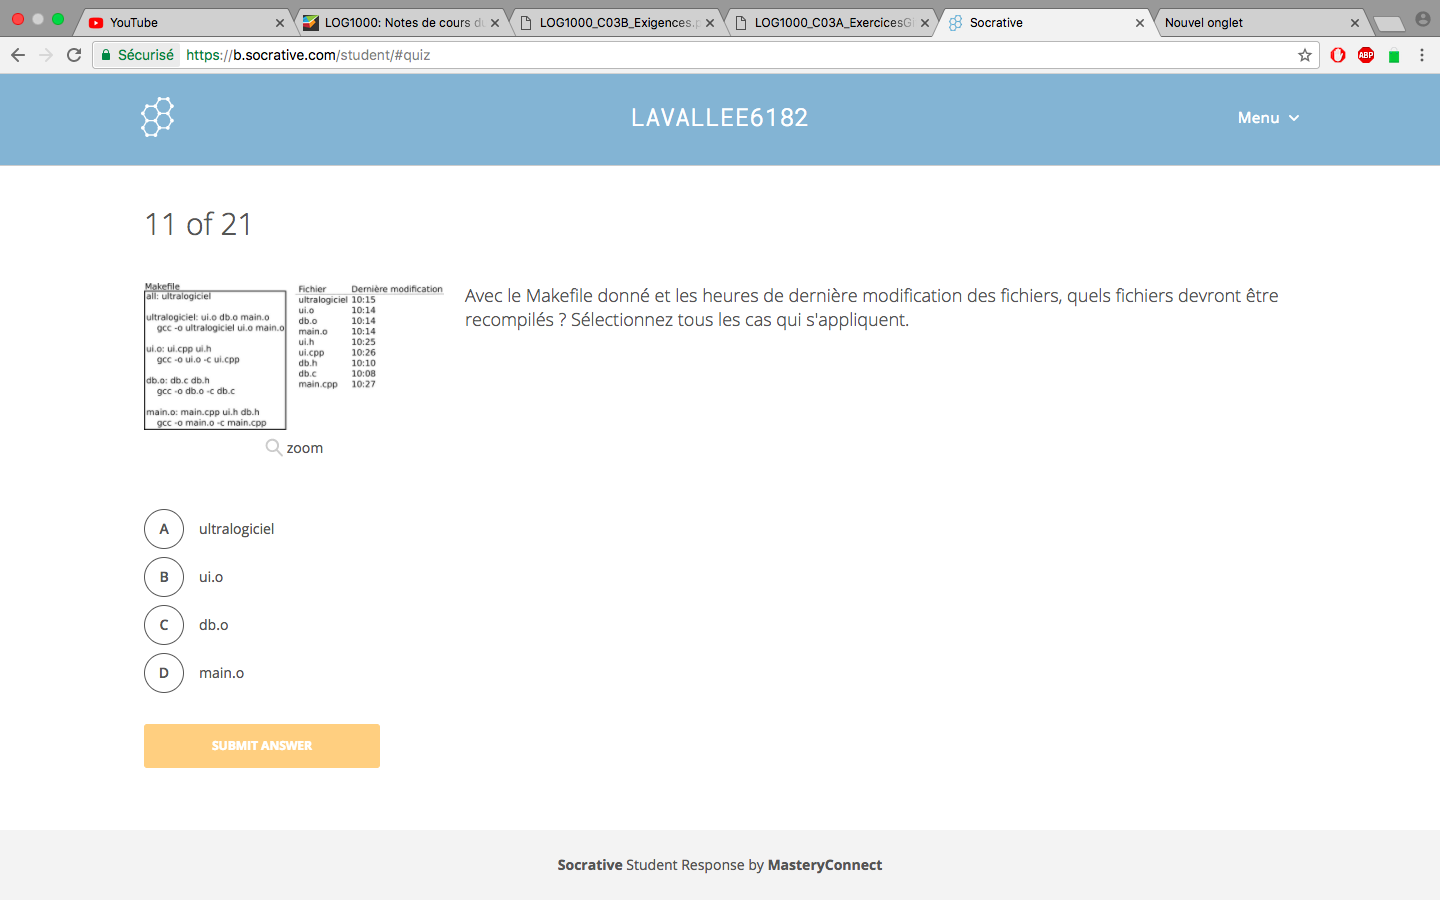 YouTube
LOG1000: Notes de cours d
LOG1000_C03B_Exigences.p
LOG1000_C03A_ExercicesGi
Socrative
Nouvel onglet
Sécurisé
https://b.socrative.com/student/#quiz
ABP
LAVALLEE6182
Menu
11 of 21
Makefile
all: ultralogiciel
ultralogiciel: ui.o db.o main.o
gcc -o ultralogiciel ui.o main.o
ui.o: ui.cpp ui.h
gcc -o ui.o -c ui.cpp
db.o: db.c db.h
gcc -o db.o -c db.c
main.o: main.cpp ui.h db.h
gcc -o main.o -c main.cpp
Fichier Dernière modification
ultralogiciel 10:15
ui.o 10:14
db.o 10:14
main.o 10:14
ui.h 10:25
ui.cpp 10:26
db.h 10:10
db.c 10:08
main.cpp 10:27
zoom
Avec le Makefile donné et les heures de dernière modification des fichiers, quels fichiers devront être
recompilés ? Sélectionnez tous les cas qui s'appliquent.
A ultralogiciel
B ui.o
C db.o
D main.o
SUBMIT ANSWER
Socrative Student Response by MasteryConnect